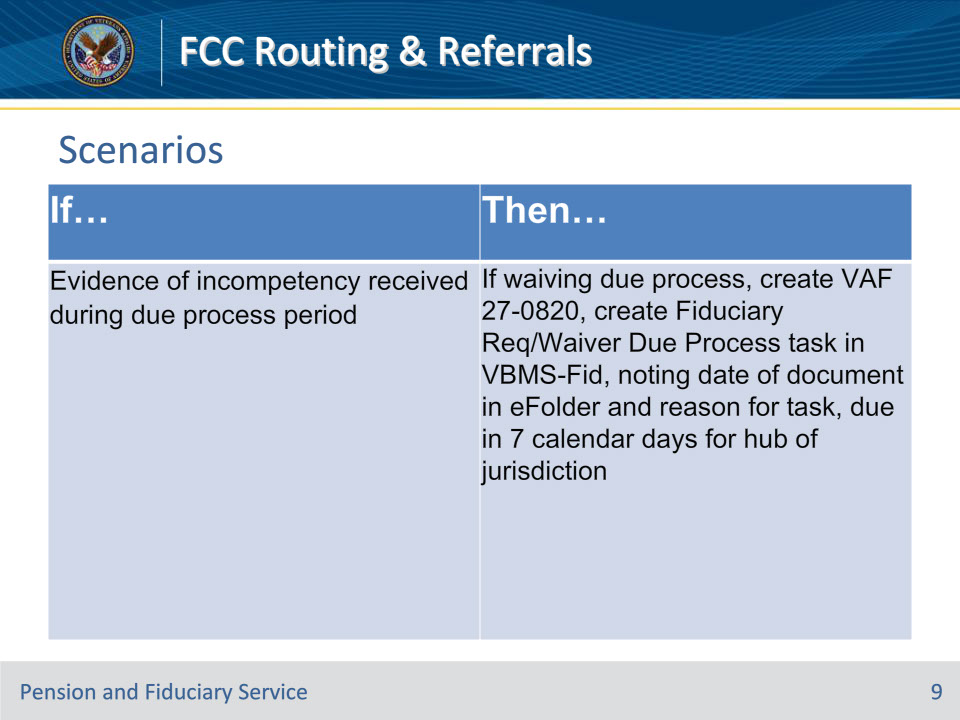 FCC Routing & Referrals
Scenarios
If…
Then…
Evidence of incompetency received
during due process period
If waiving due process, create VAF
27-0820, create Fiduciary
Req/Waiver Due Process task in
VBMS-Fid, noting date of document
in eFolder and reason for task, due
in 7 calendar days for hub of
jurisdiction
Pension and Fiduciary Service
9